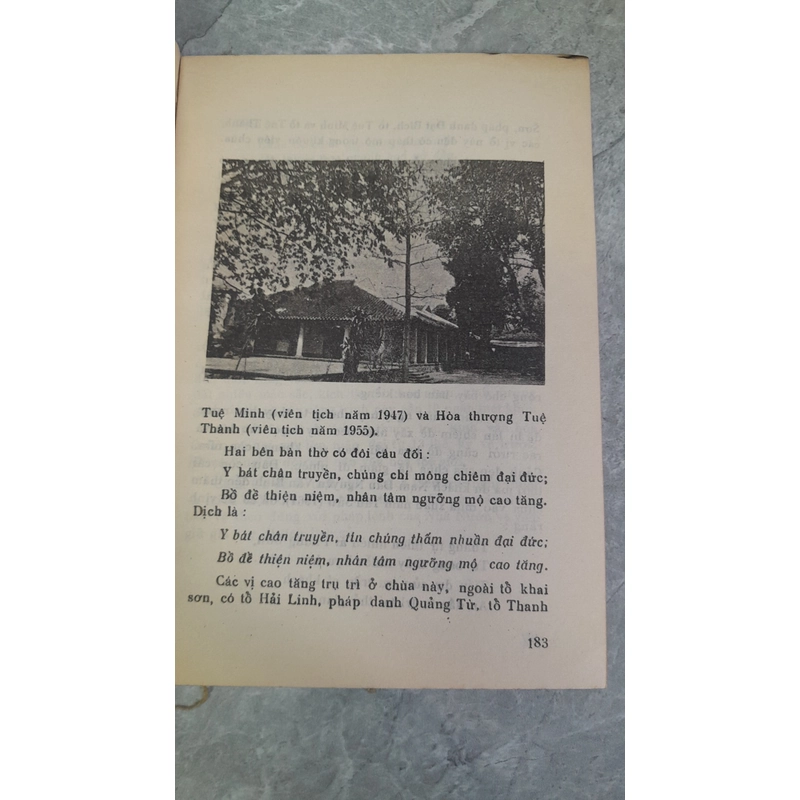 Tuệ Minh (viên tịch năm 1947) và Hòa thượng Tuệ
Thành (viên tịch năm 1955).
Hai bên bàn thờ có đôi câu đối :
Y bát chân truyền, chúng chỉ mông chiêm đại đức;
Bồ đề thiện niệm, nhân tâm ngưỡng mộ cao tăng.
Dịch là :
Y bát chân truyền, tín chúng thấm nhuần đại đức;
Bồ đề thiện niệm, nhân tâm ngưỡng mộ cao tăng.
Các vị cao tăng trụ trì ở chùa này, ngoài tổ khai
sơn, có tổ Hải Linh, pháp danh Quảng Từ, tổ Thanh
183